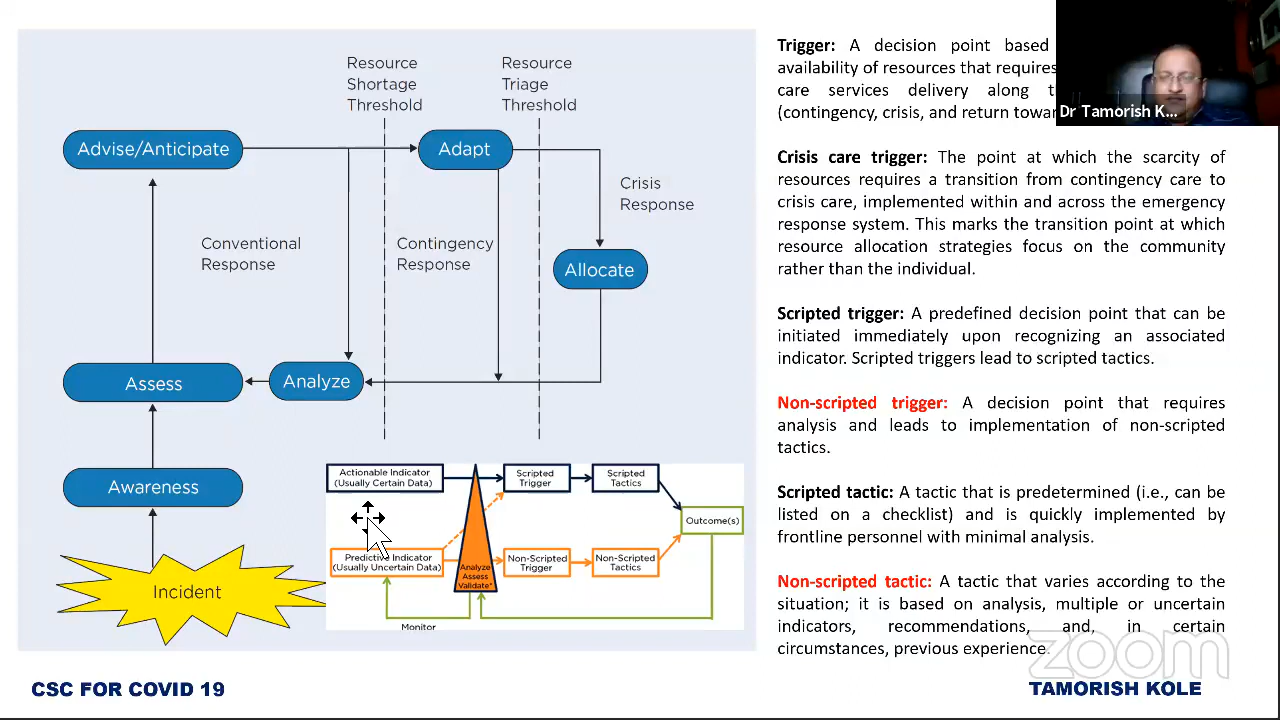 Resource
Shortage
Threshold
Resource
Triage
Threshold
Advise/Anticipate
Adapt
Crisis
Response
Conventional
Response
Contingency
Response
Allocate
Assess
Analyze
Awareness
Incident
Actionable Indicator
(Usually Certain Data)
Scripted
Trigger
Scripted
Tactics
Outcome(s)
Predictive Indicator
(Usually Uncertain Data)
Analyze
Assess
Validate*
Non-Scripted
Trigger
Non-Scripted
Tactics
Monitor
Trigger: A decision point based
availability of resources that requires
care services delivery along
(contingency, crisis, and return
Dr Tamorish K...
Crisis care trigger: The point at which the scarcity of
resources requires a transition from contingency care to
crisis care, implemented within and across the emergency
response system. This marks the transition point at which
resource allocation strategies focus on the community
rather than the individual.
Scripted trigger: A predefined decision point that can be
initiated immediately upon recognizing an associated
indicator. Scripted triggers lead to scripted tactics.
Non-scripted trigger: A decision point that requires
analysis and leads to implementation of non-scripted
tactics.
Scripted tactic: A tactic that is predetermined (i.e., can be
listed on a checklist) and is quickly implemented by
frontline personnel with minimal analysis.
Non-scripted tactic: A tactic that varies according to the
situation; it is based on analysis, multiple or uncertain
indicators, recommendations, and, in certain
circumstances, previous experience.
zoom
CSC FOR COVID 19
TAMORISH KOLE